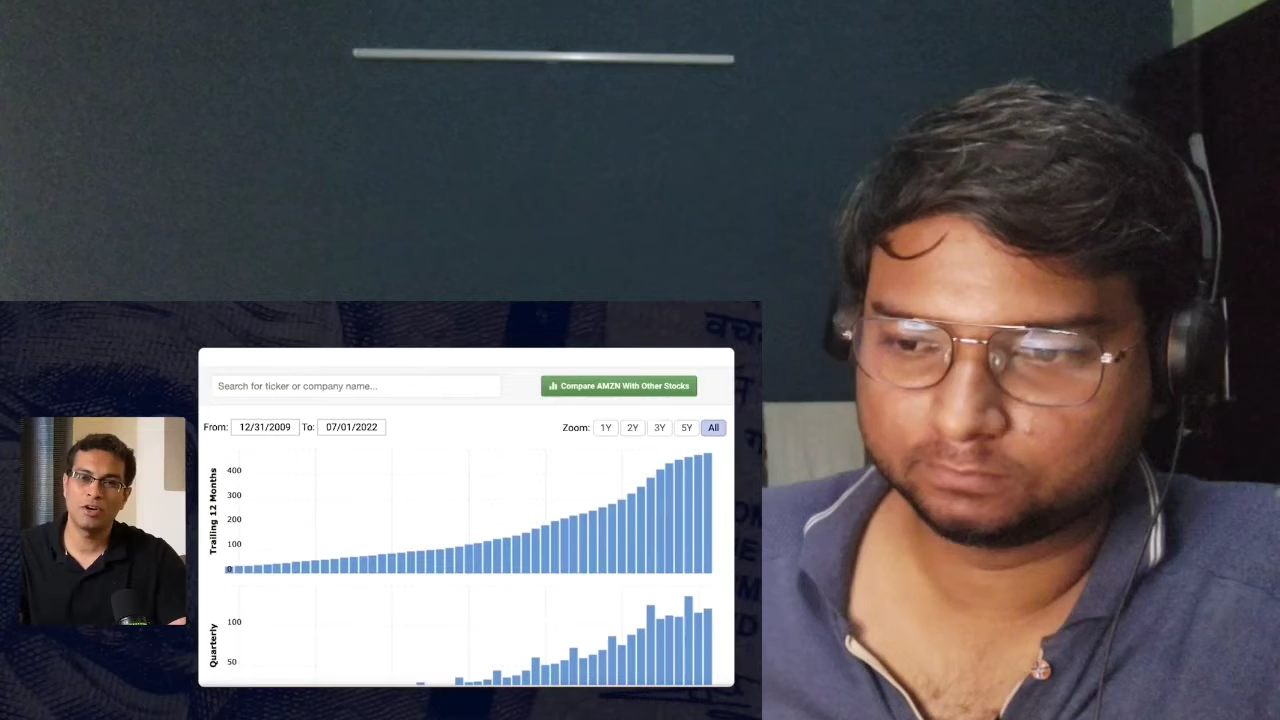 वच
Search for ticker or company name...
Compare AMZN With Other Stocks
From: 12/31/2009 To: 07/01/2022
Zoom: 1Y 2Y 3Y 5Y All
Trailing 12 Months
400
300
200
100
0
Quarterly
100
50